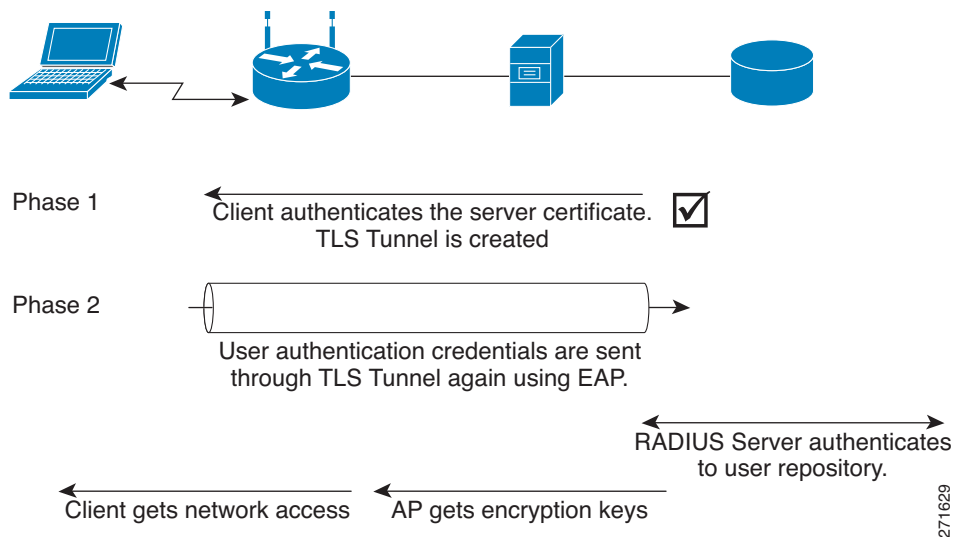 Phase 1
Client authenticates the server certificate.
TLS Tunnel is created
Phase 2
User authentication credentials are sent
through TLS Tunnel again using EAP.
RADIUS Server authenticates
to user repository.
Client gets network access
AP gets encryption keys
271629